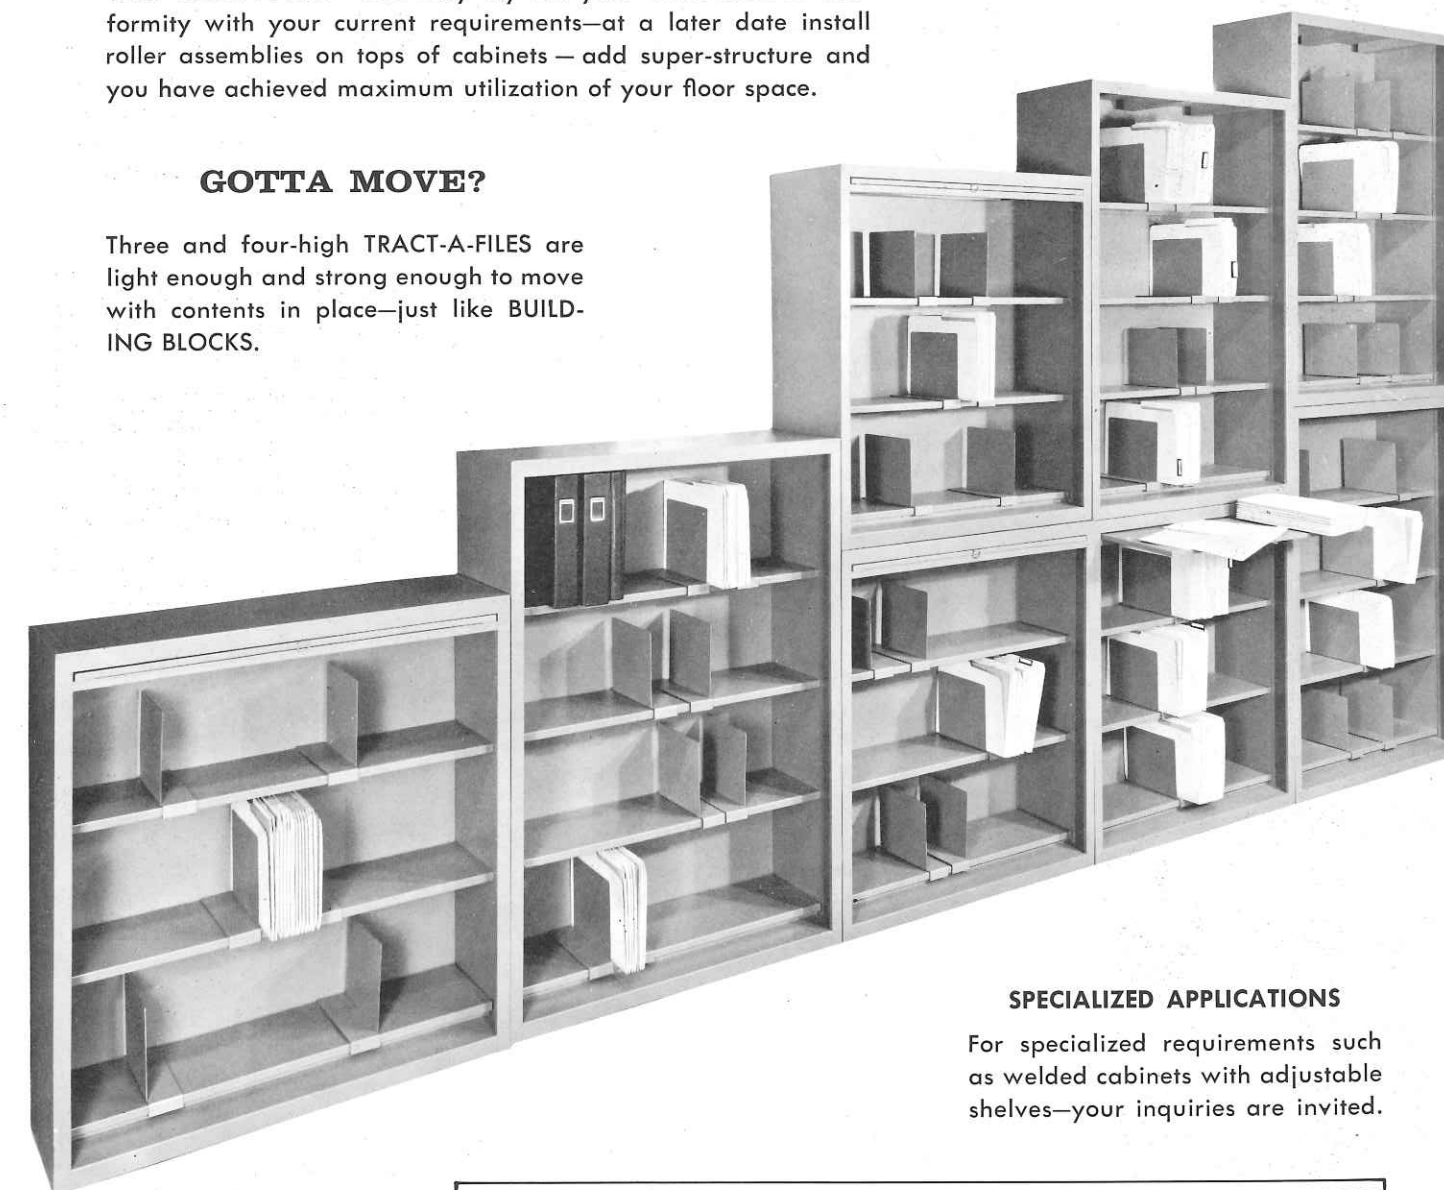 formity with your current requirements—at a later date install
roller assemblies on tops of cabinets — add super-structure and
you have achieved maximum utilization of your floor space.
GOTTA MOVE?
Three and four-high TRACT-A-FILES are
light enough and strong enough to move
with contents in place—just like BUILD-
ING BLOCKS.
SPECIALIZED APPLICATIONS
For specialized requirements such
as welded cabinets with adjustable
shelves—your inquiries are invited.